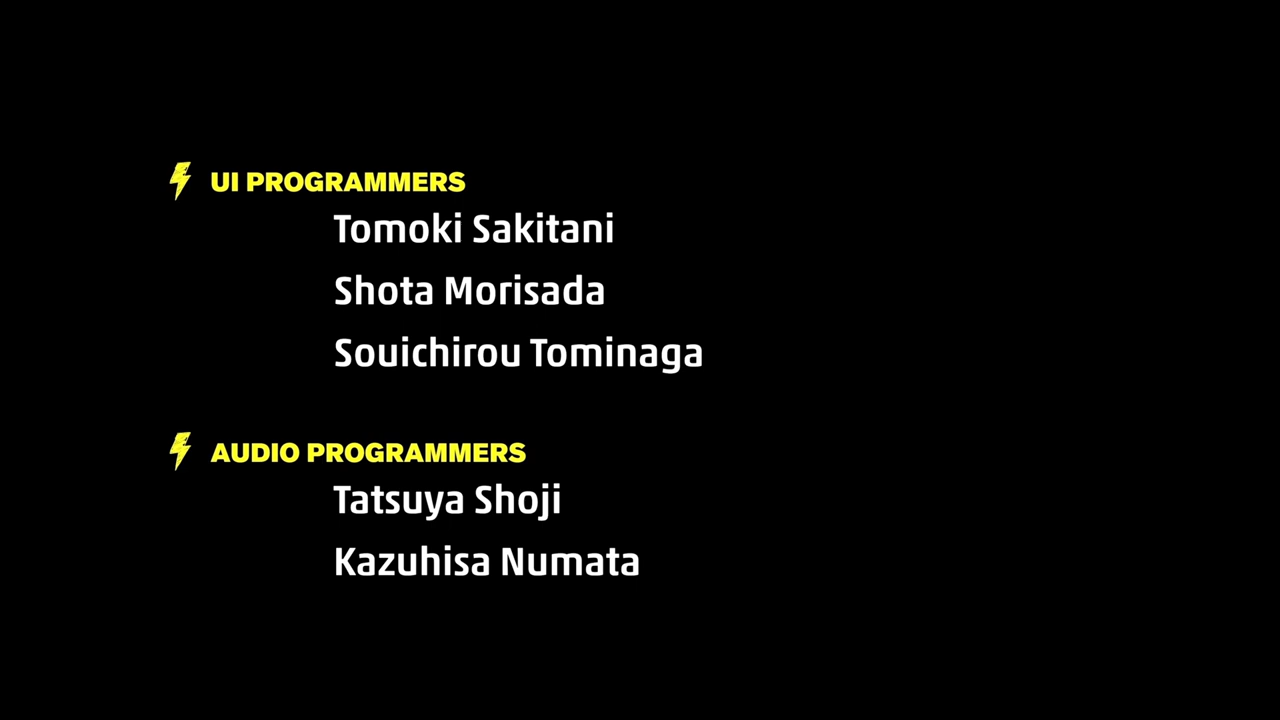 UI PROGRAMMERS
Tomoki Sakitani
Shota Morisada
Souichirou Tominaga
AUDIO PROGRAMMERS
Tatsuya Shoji
Kazuhisa Numata